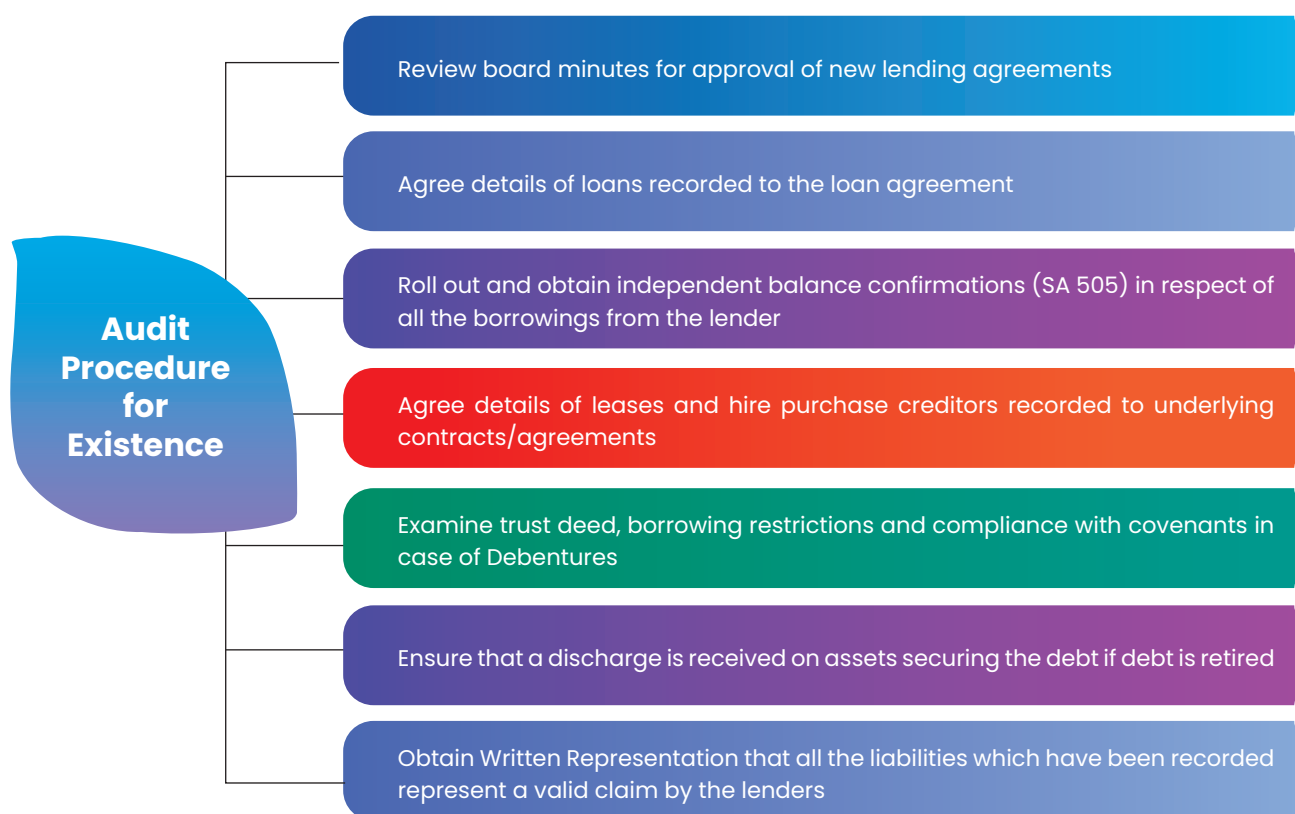 Audit
Procedure
for
Existence
Review board minutes for approval of new lending agreements
Agree details of loans recorded to the loan agreement
Roll out and obtain independent balance confirmations (SA 505) in respect of
all the borrowings from the lender
Agree details of leases and hire purchase creditors recorded to underlying
contracts/agreements
Examine trust deed, borrowing restrictions and compliance with covenants in
case of Debentures
Ensure that a discharge is received on assets securing the debt if debt is retired
Obtain Written Representation that all the liabilities which have been recorded
represent a valid claim by the lenders